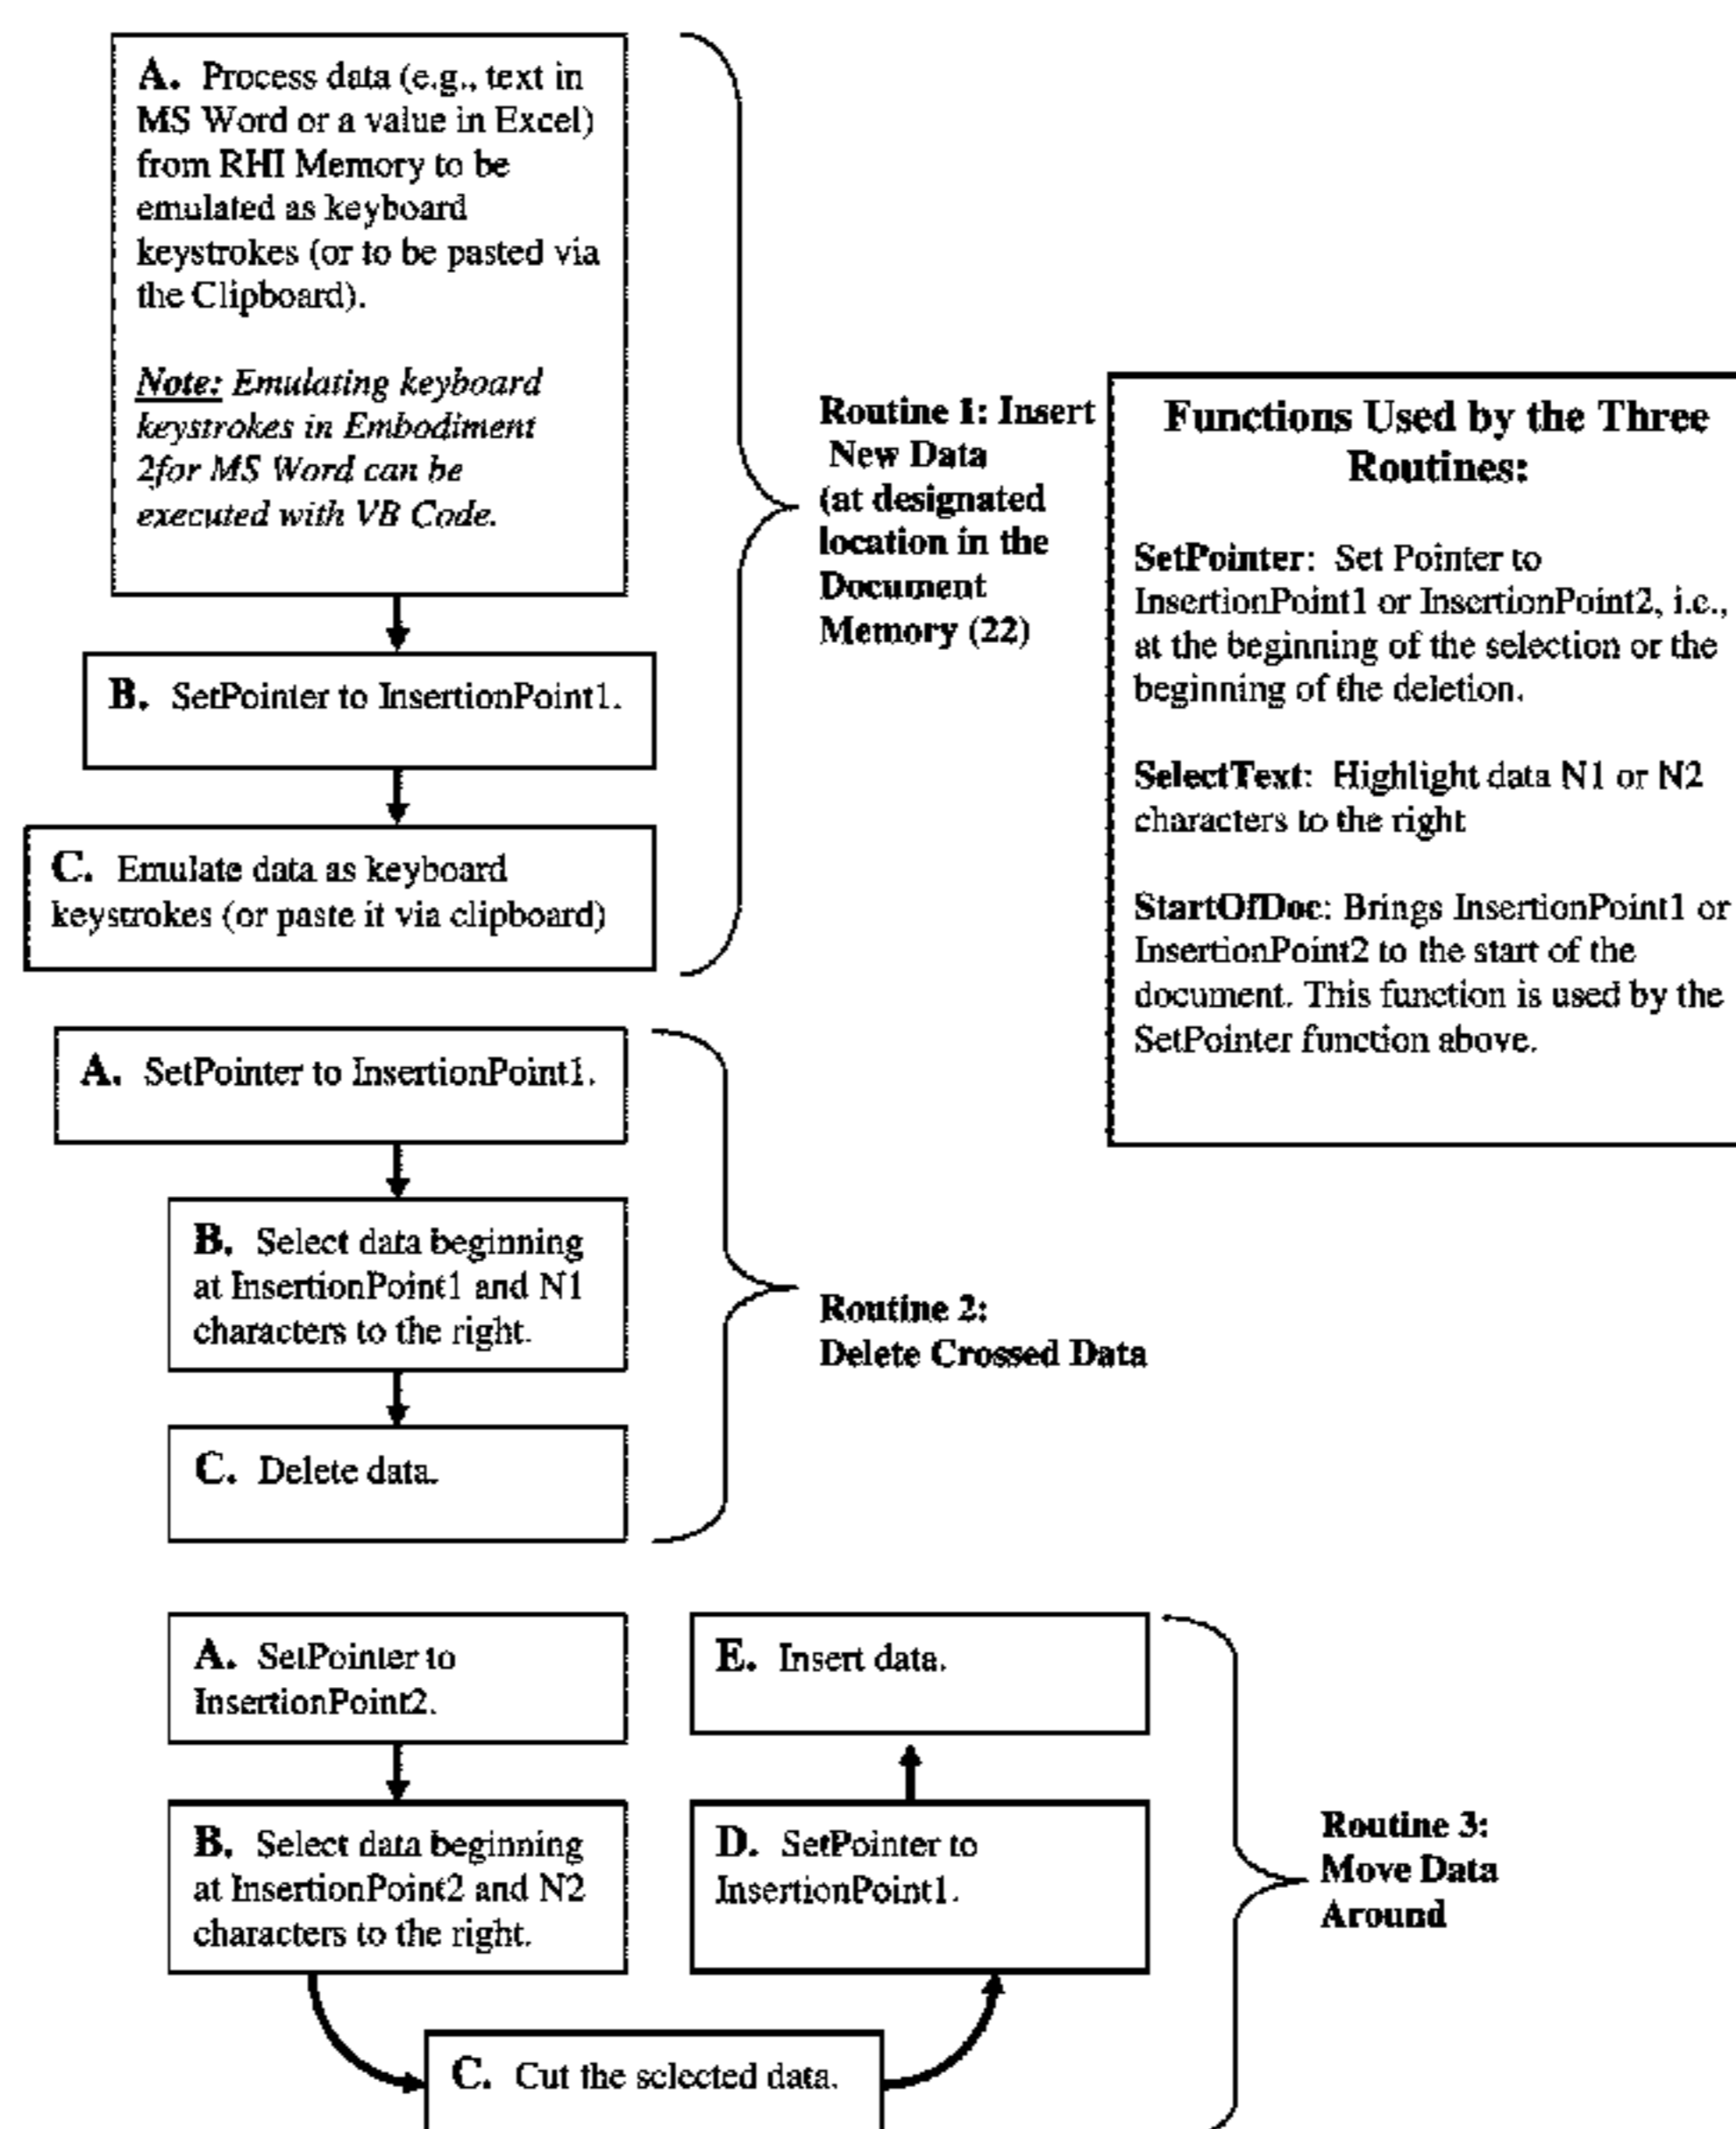 A. Process data (e.g., text in
MS Word or a value in Excel)
from RHI Memory to be
emulated as keyboard
keystrokes (or to be pasted via
the Clipboard).
Note: Emulating keyboard
keystrokes in Embodiment
2for MS Word can be
executed with VB Code.
B. SetPointer to InsertionPoint1.
C. Emulate data as keyboard
keystrokes (or paste it via clipboard)
Routine 1: Insert
New Data
(at designated
location in the
Document
Memory (22)
Functions Used by the Three
Routines:
SetPointer: Set Pointer to
InsertionPoint1 or InsertionPoint2, i.e.,
at the beginning of the selection or the
beginning of the deletion.
SelectText: Highlight data N1 or N2
characters to the right
StartOfDoc: Brings InsertionPoint1 or
InsertionPoint2 to the start of the
document. This function is used by the
SetPointer function above.
A. SetPointer to InsertionPoint1.
B. Select data beginning
at InsertionPoint1 and N1
characters to the right.
C. Delete data.
Routine 2:
Delete Crossed Data
A. SetPointer to
InsertionPoint2.
B. Select data beginning
at InsertionPoint2 and N2
characters to the right.
C. Cut the selected data.
D. SetPointer to
InsertionPoint1.
E. Insert data.
Routine 3:
Move Data
Around